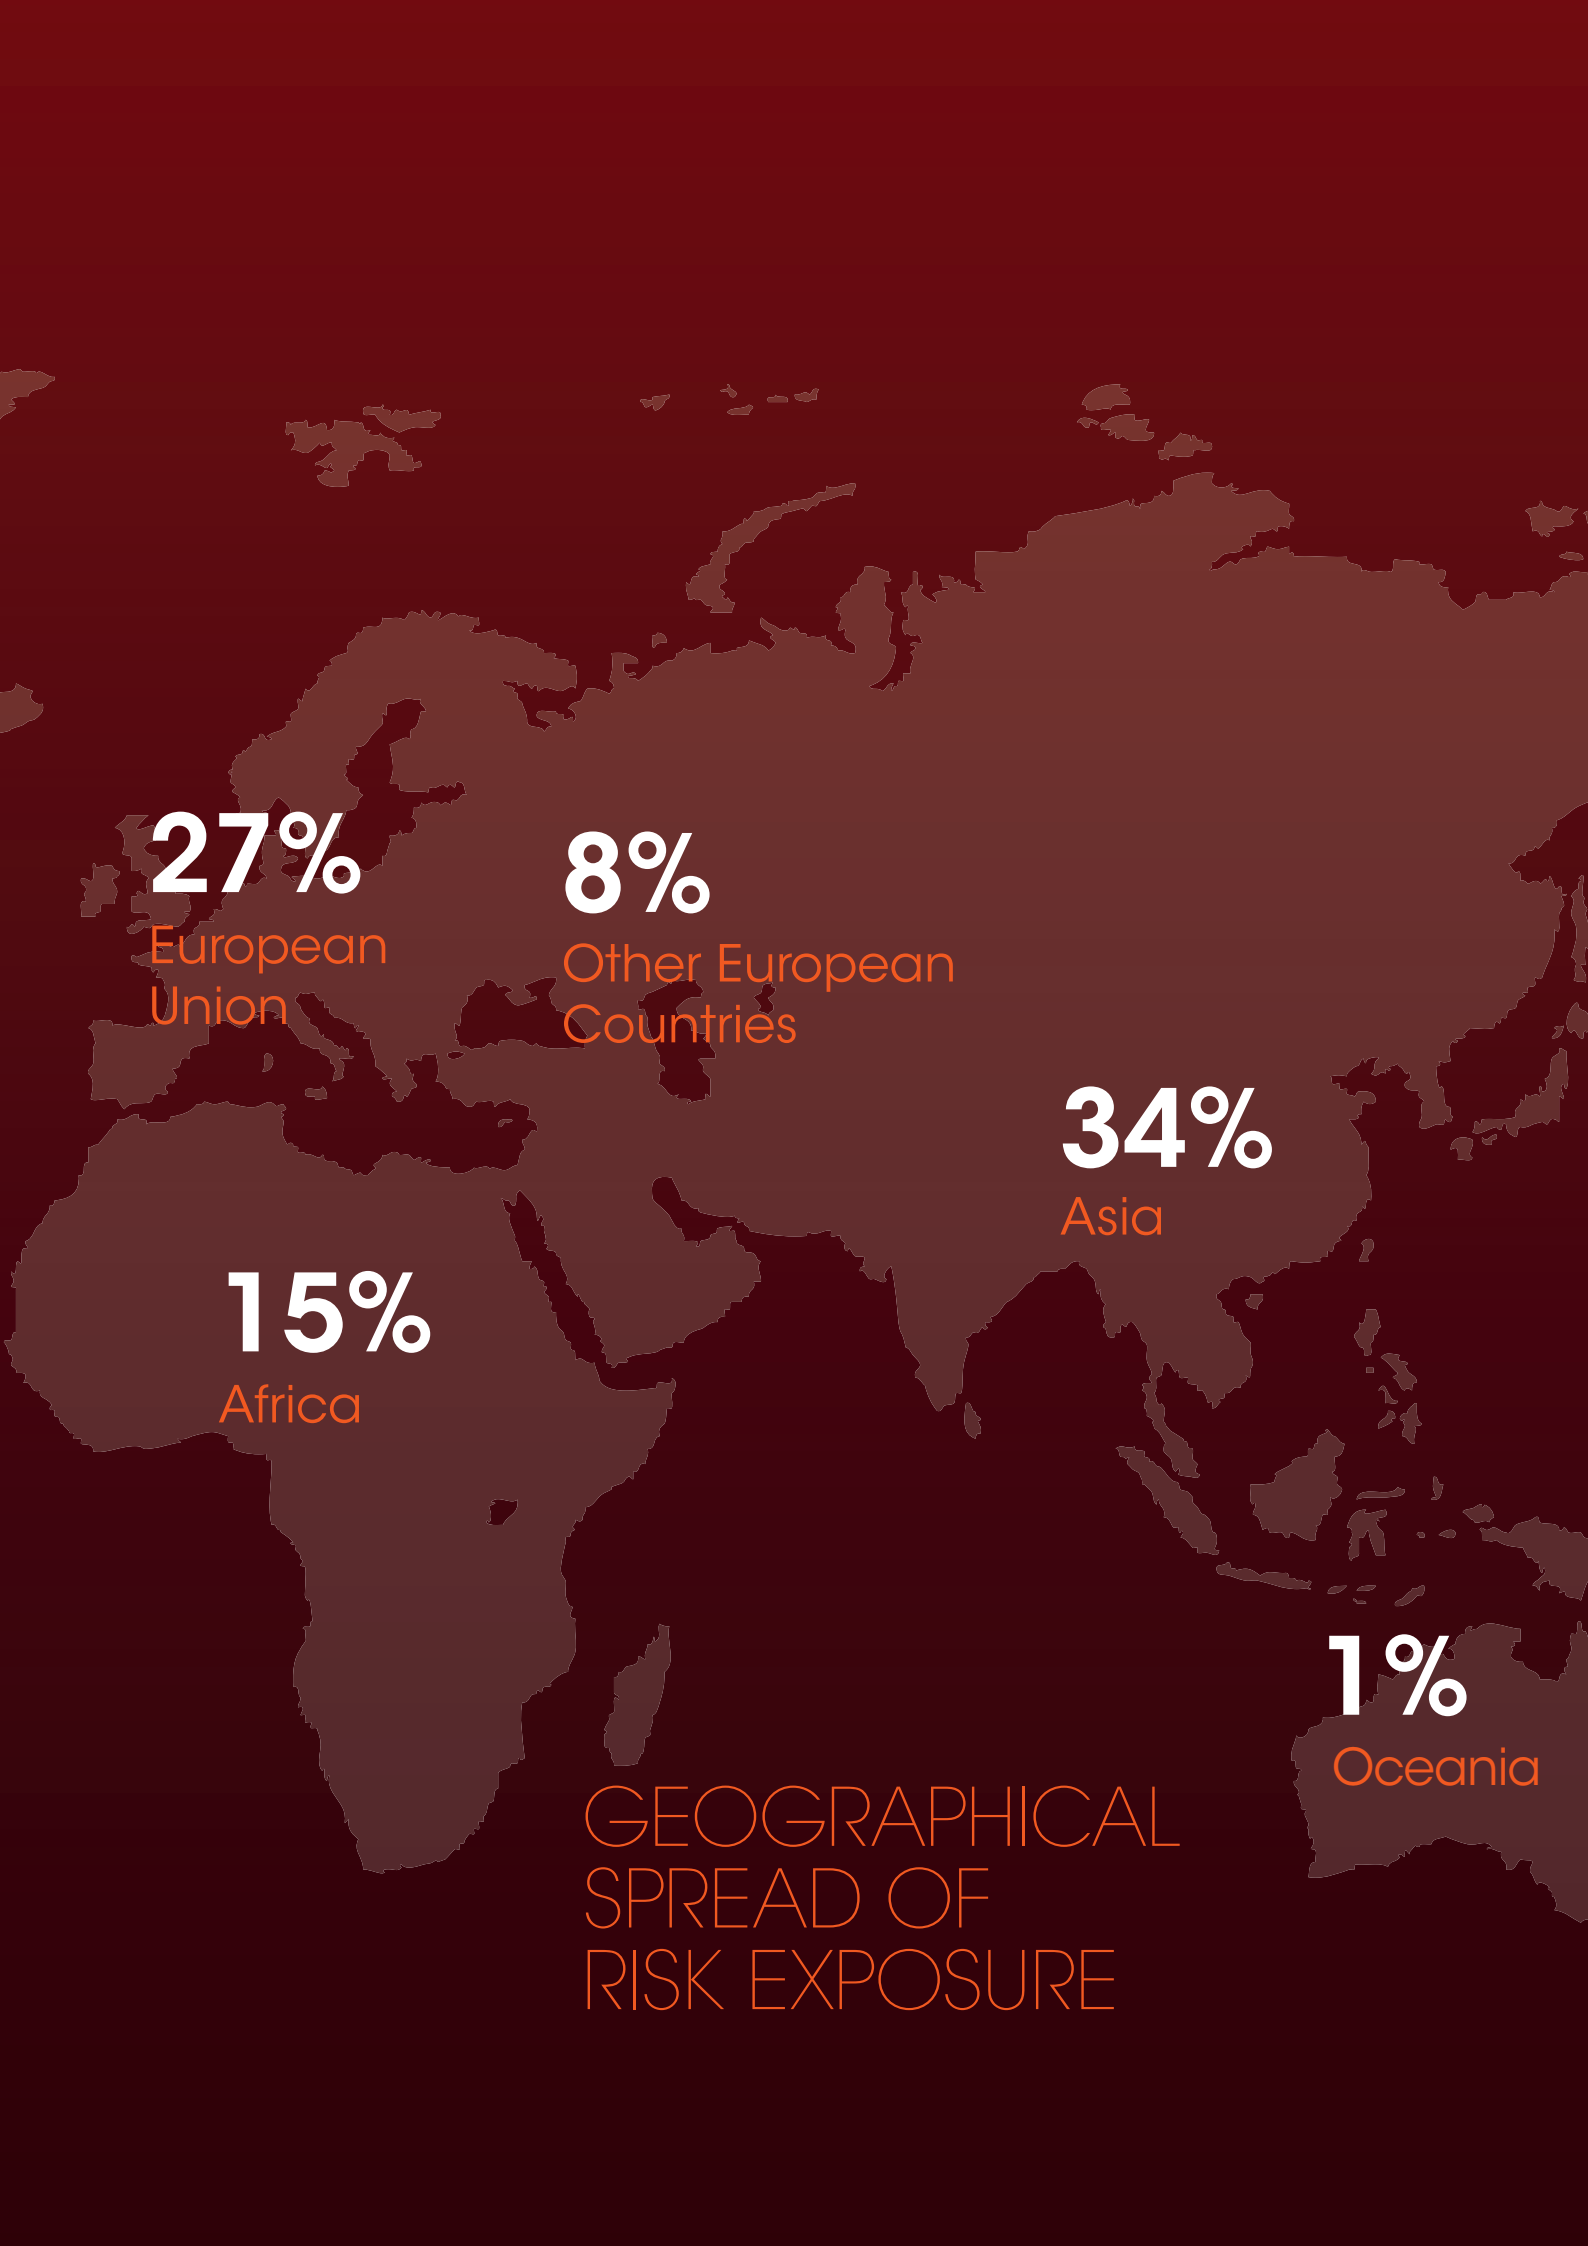 27%
European
Union
8%
Other European
Countries
34%
Asia
15%
Africa
1%
Oceania
GEOGRAPHICAL
SPREAD OF
RISK EXPOSURE